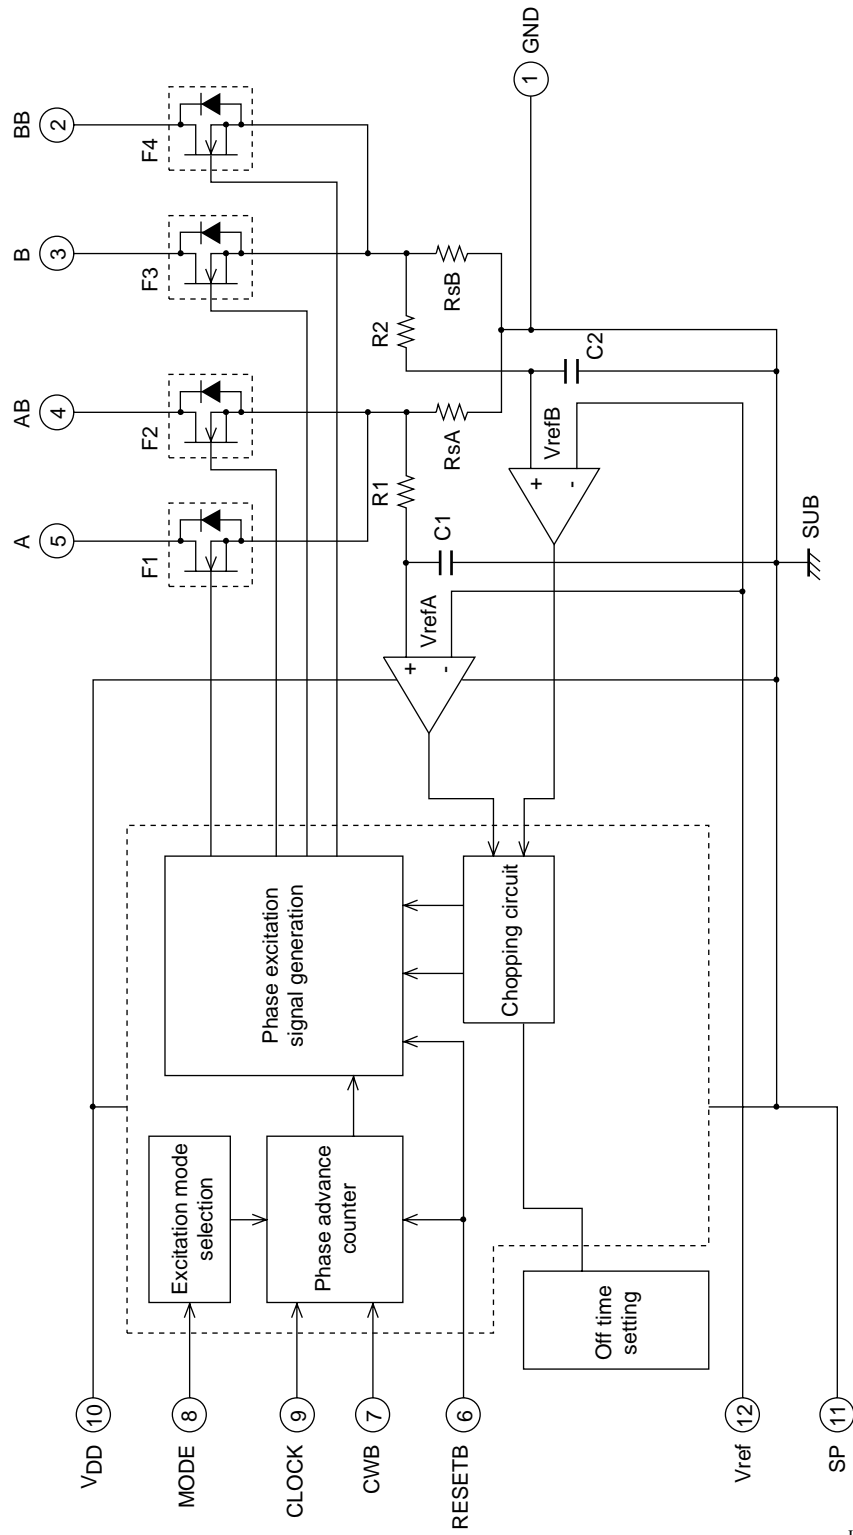 VDD 10
MODE 8
CLOCK 9
CWB 7
RESETB 6
Vref 12
SP 11
Excitation mode
selection
Phase advance
counter
Phase excitation
signal generation
Chopping circuit
Off time
setting
A 5
AB 4
B 3
BB 2
F1
F2
F3
F4
R1
R2
RsA
RsB
C1
C2
VrefA
VrefB
+
-
+
-
1 GND
SUB